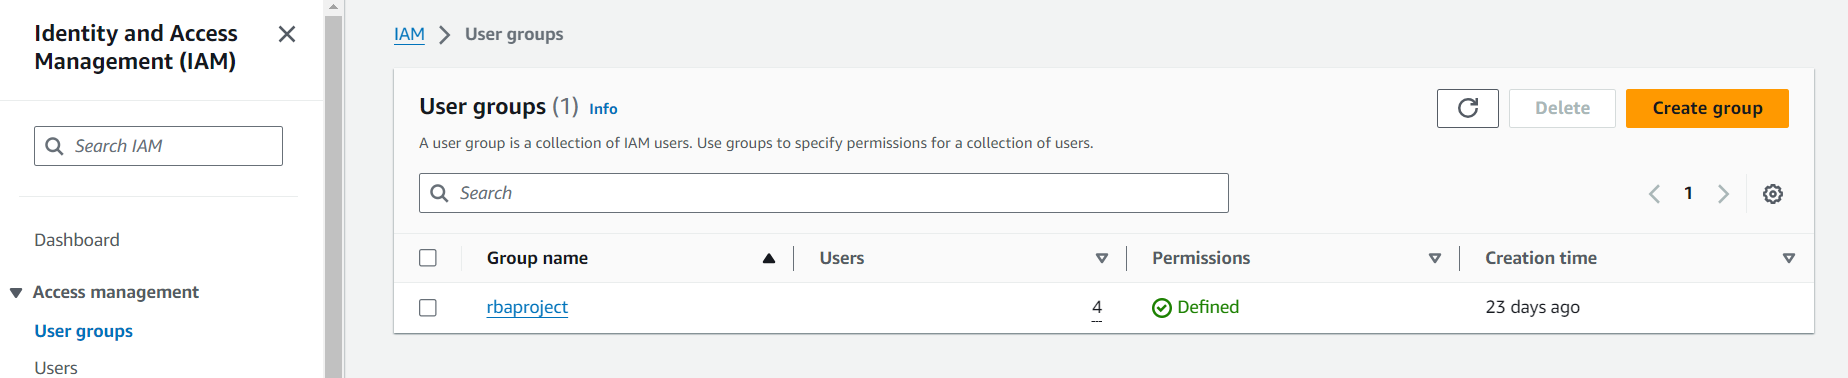 Identity and Access
Management (IAM)
Search IAM
Dashboard
Access management
User groups
Users
IAM > User groups
User groups (1) Info
A user group is a collection of IAM users. Use groups to specify permissions for a collection of users.
Delete
Create group
Search
1
Group name Users Permissions Creation time
rbaproject 4 Defined 23 days ago